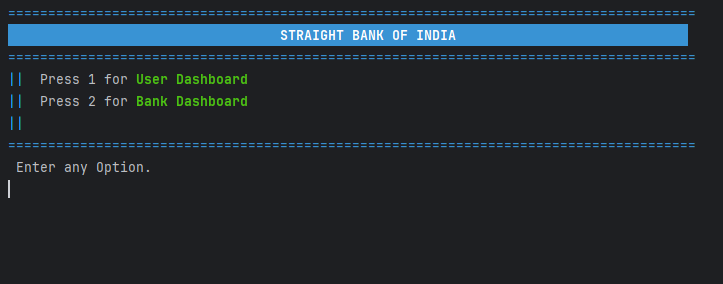 ======================================================================================
STRAIGHT BANK OF INDIA
======================================================================================
||  Press 1 for User Dashboard
||  Press 2 for Bank Dashboard
||
======================================================================================
Enter any Option.